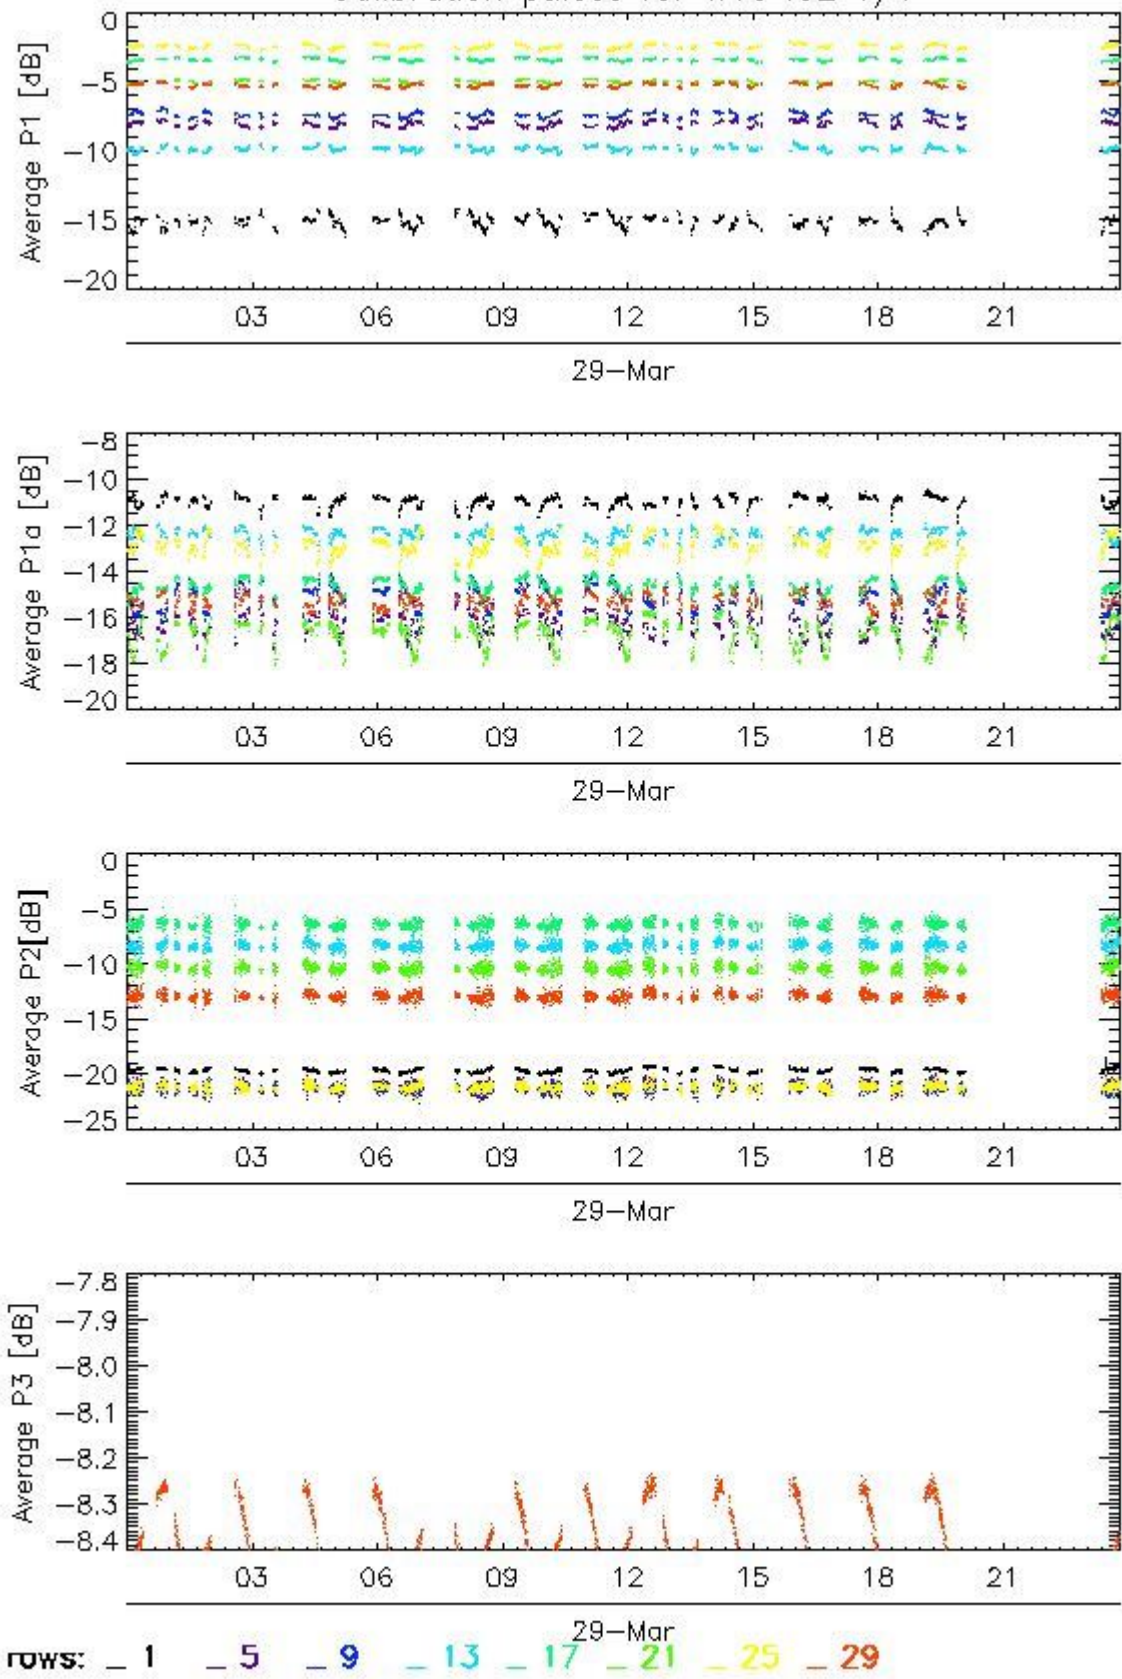 0
−5
−10
−15
−20
Average P1 [dB]
03 06 09 12 15 18 21
29−Mar
−8
−10
−12
−14
−16
−18
−20
Average P1a [dB]
03 06 09 12 15 18 21
29−Mar
0
−5
−10
−15
−20
−25
Average P2[dB]
03 06 09 12 15 18 21
29−Mar
−7.8
−7.9
−8.0
−8.1
−8.2
−8.3
−8.4
Average P3 [dB]
03 06 09 12 15 18 21
29−Mar
rows: _ 1 _ 5 _ 9 _ 13 _ 17 _ 21 _ 25 _ 29